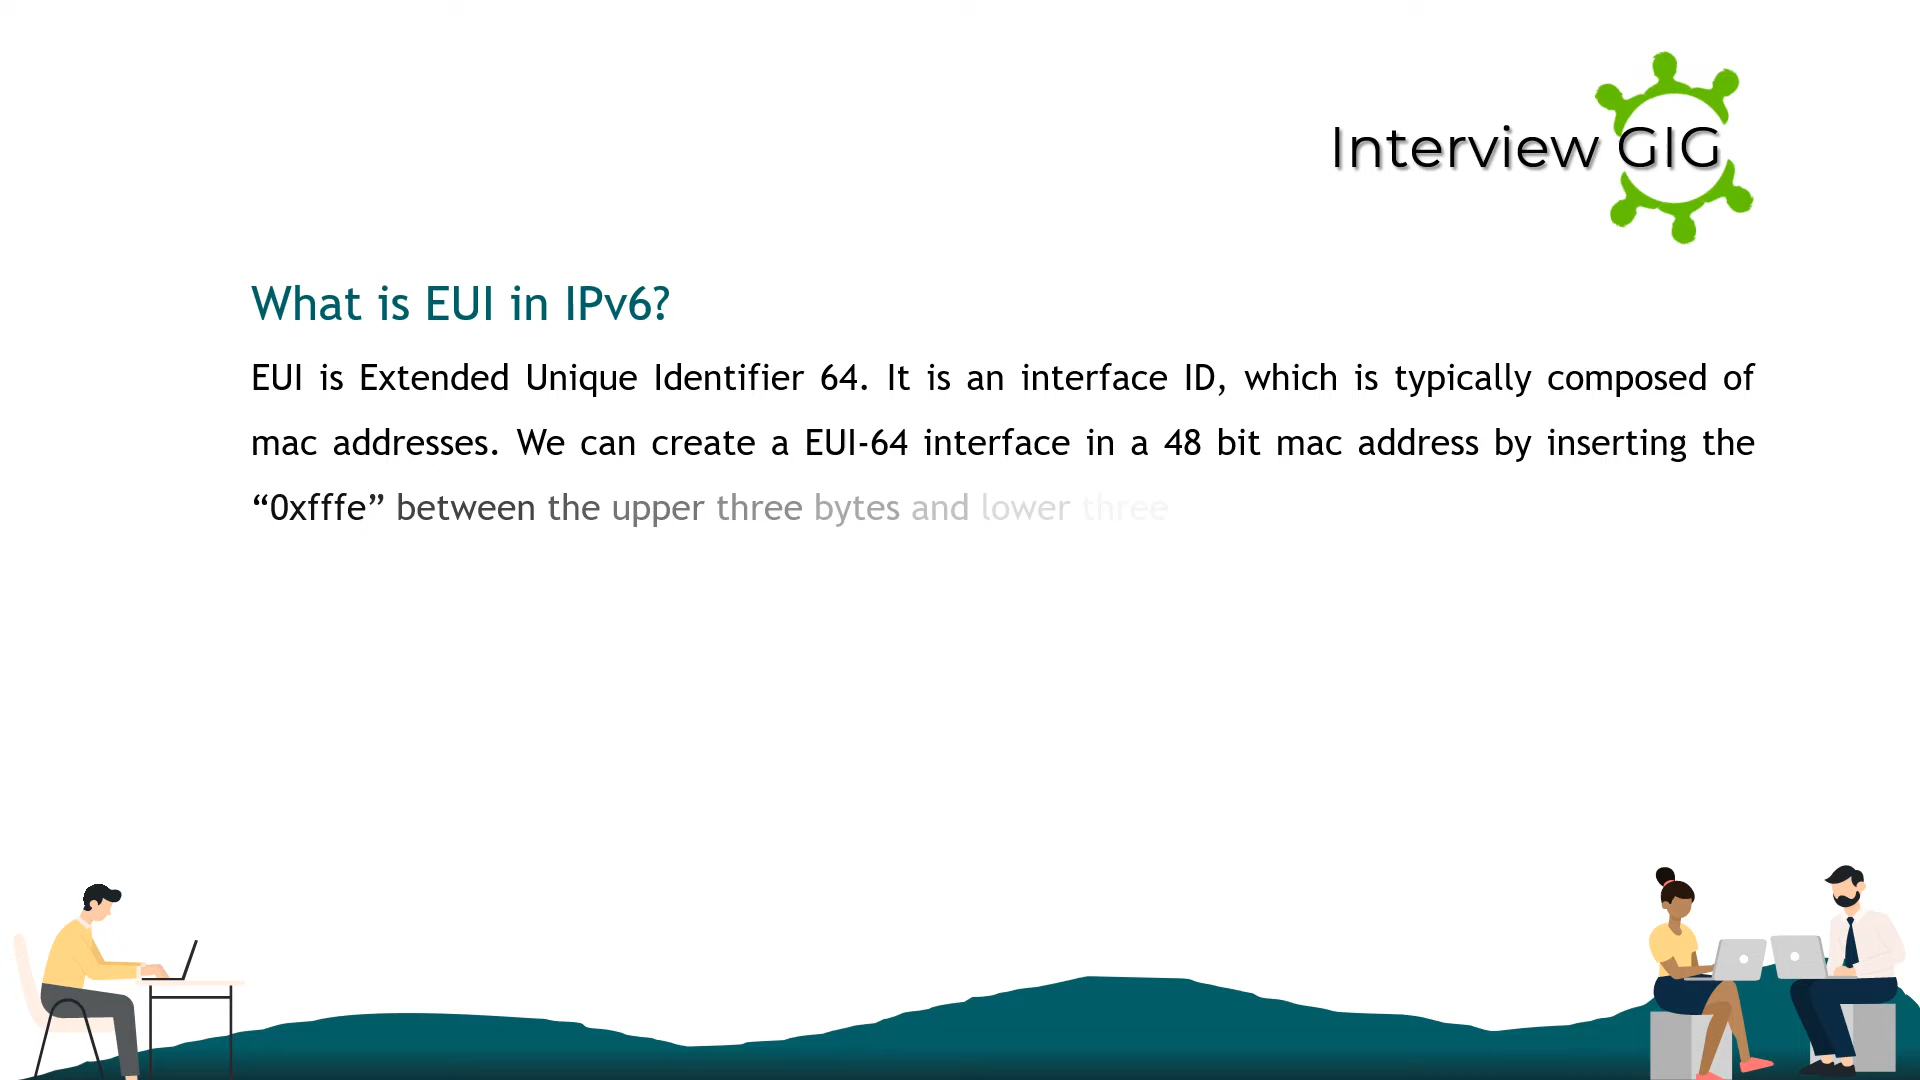 Interview GIG
What is EUI in IPv6?
EUI is Extended Unique Identifier 64. It is an interface ID, which is typically composed of
mac addresses. We can create a EUI-64 interface in a 48 bit mac address by inserting the
“0xfffe” between the upper three bytes and lower three